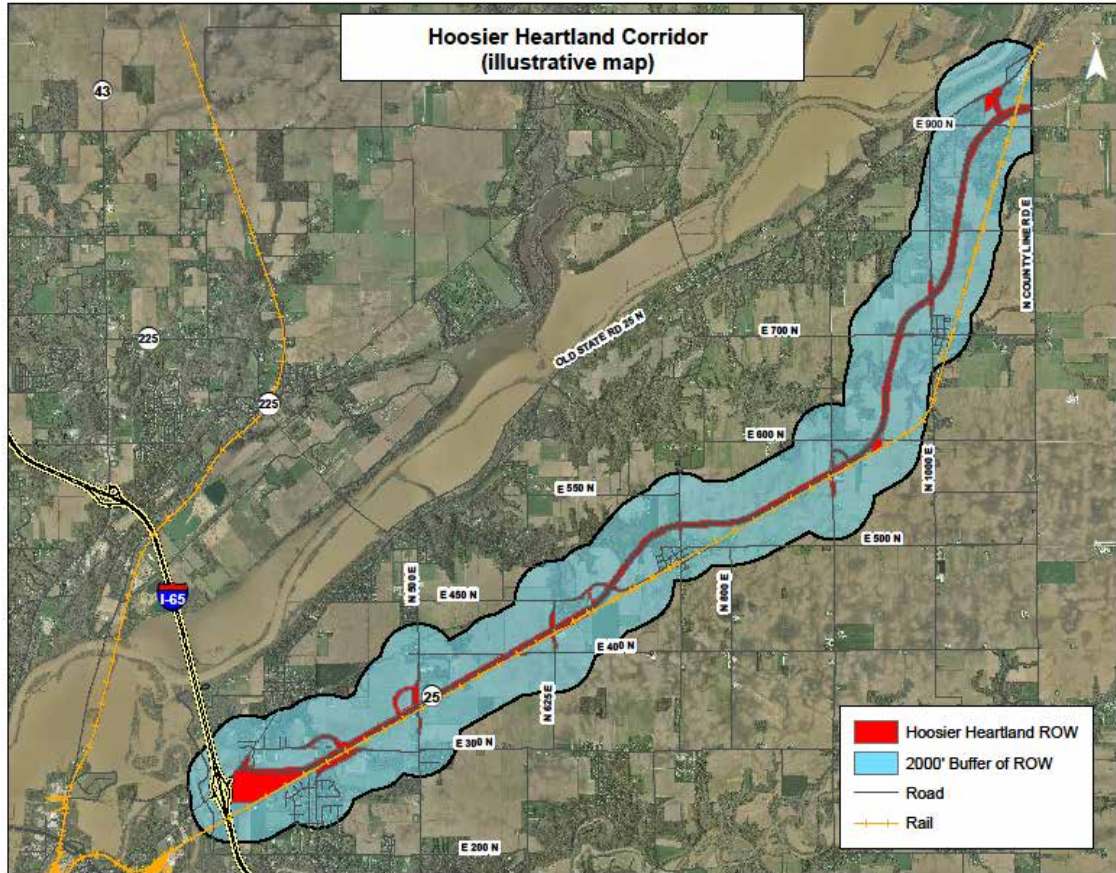 Hoosier Heartland Corridor
(illustrative map)
43
E 900 N
N COUNTY LINE RD E
225
E 700 N
OLD STATE RD 25 N
225
E 600 N
N 1000 E
E 550 N
E 500 N
I-65
N 500 E
E 450 N
N 800 E
E 400 N
N 625 E
25
E 300 N
E 200 N
Hoosier Heartland ROW
2000' Buffer of ROW
Road
Rail